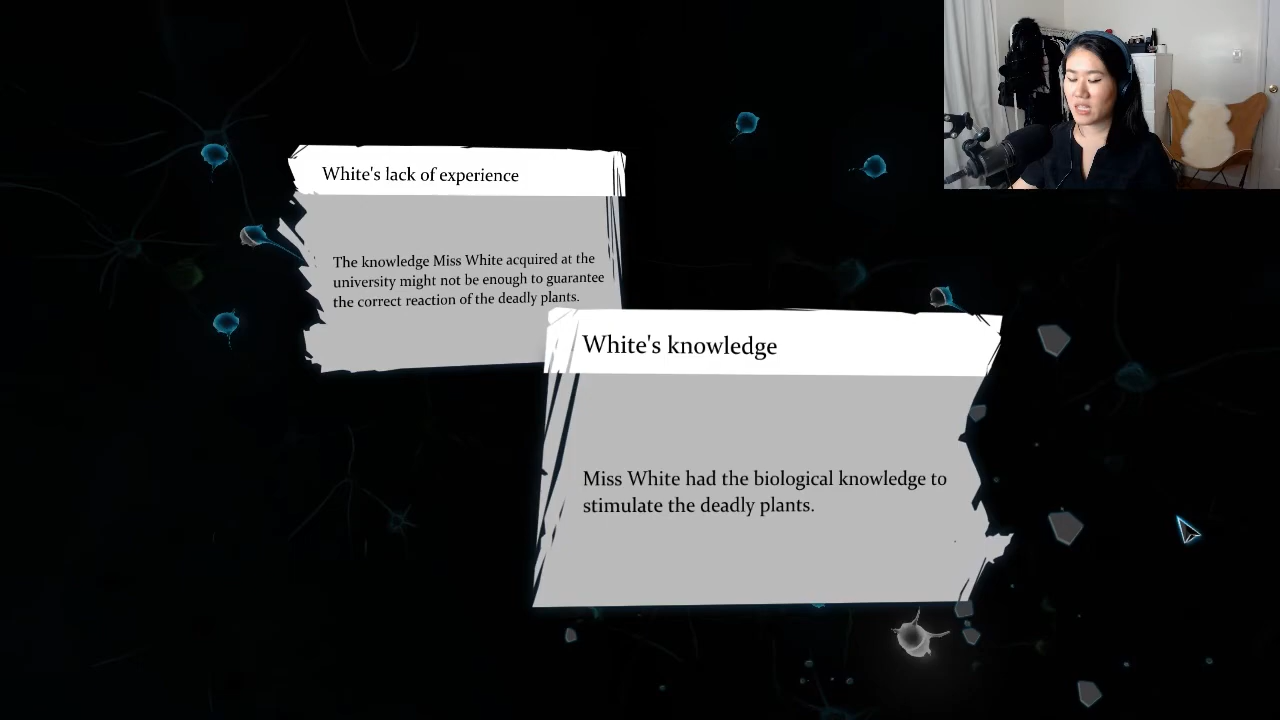 White's lack of experience
The knowledge Miss White acquired at the
university might not be enough to guarantee
the correct reaction of the deadly plants.
White's knowledge
Miss White had the biological knowledge to
stimulate the deadly plants.